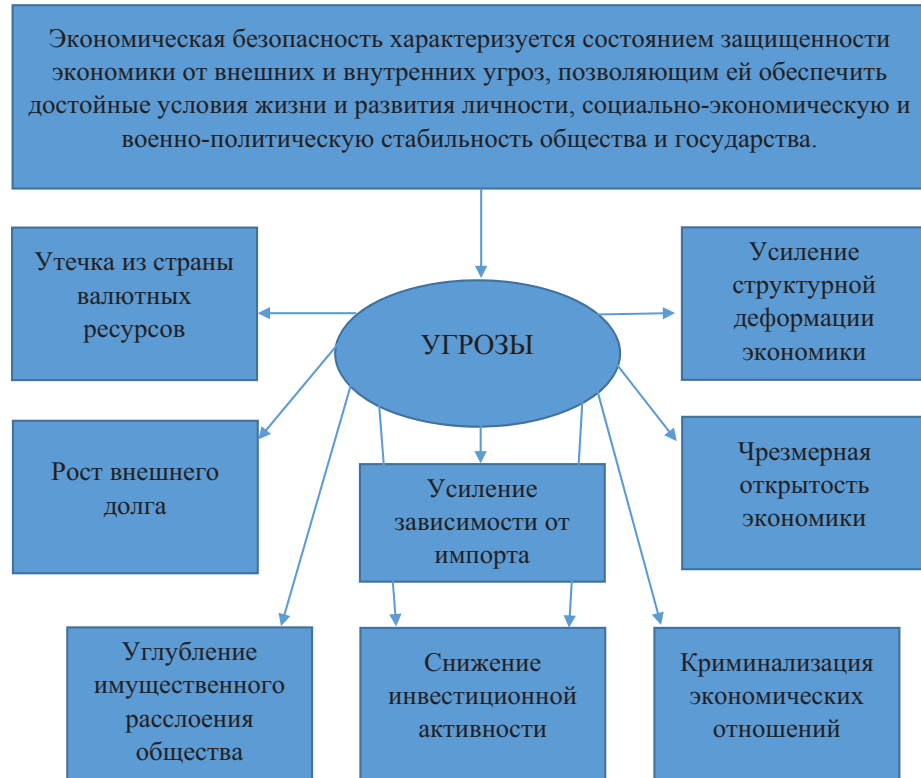 Экономическая безопасность характеризуется состоянием защищенности
экономики от внешних и внутренних угроз, позволяющим ей обеспечить
достойные условия жизни и развития личности, социально-экономическую и
военно-политическую стабильность общества и государства.
Утечка из страны
валютных
ресурсов
УГРОЗЫ
Усиление
структурной
деформации
экономики
Рост внешнего
долга
Усиление
зависимости от
импорта
Чрезмерная
открытость
экономики
Углубление
имущественного
расслоения
общества
Снижение
инвестиционной
активности
Криминализация
экономических
отношений